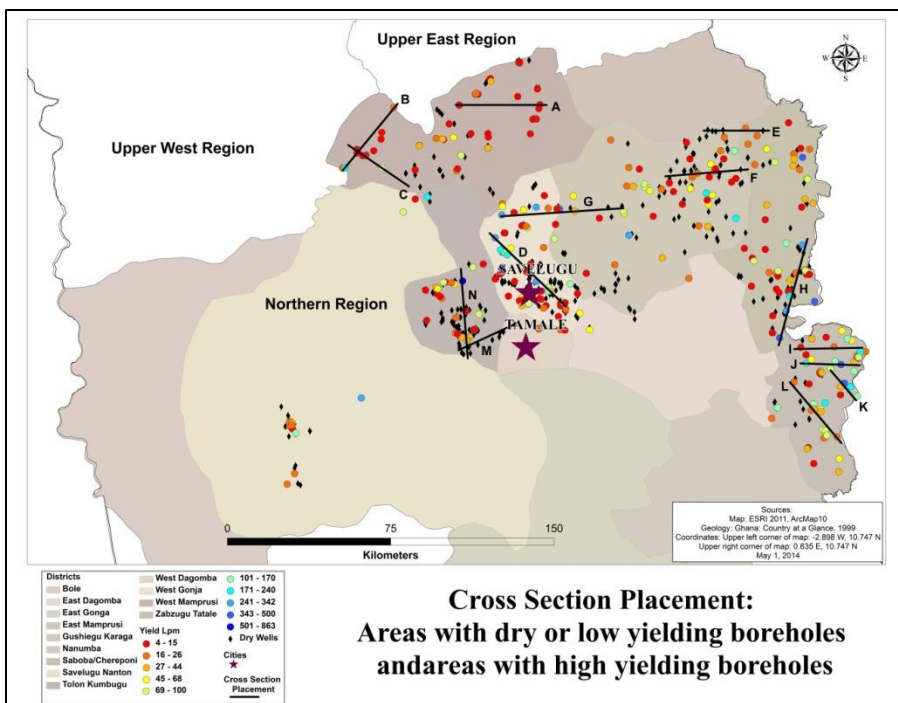 Upper East Region
N
W E
S
B
A
Upper West Region
E
C
F
G
D
SAVELUGU
H
Northern Region
N
TAMALE
M
I
J
L
K
Sources:
Map: ESRI 2011, ArcMap10
Geology: Ghana: Country at a Glance, 1999
Coordinates: Upper left corner of map: -2.898 W, 10.747 N
Upper right corner of map: 0.635 E, 10.747 N
May 1, 2014
0 75 150
Kilometers
Districts
Bole
East Dagomba
East Gonga
East Mamprusi
Gushiegu Karaga
Nanumba
Saboba/Chereponi
Savelugu Nanton
Tolon Kumbugu
West Dagomba
West Gonja
West Mamprusi
Zabzugu Tatale
Yield Lpm
4 - 15
16 - 26
27 - 44
45 - 68
69 - 100
101 - 170
171 - 240
241 - 342
343 - 500
501 - 863
Dry Wells
Cities
Cross Section
Placement
Cross Section Placement:
Areas with dry or low yielding boreholes
andareas with high yielding boreholes